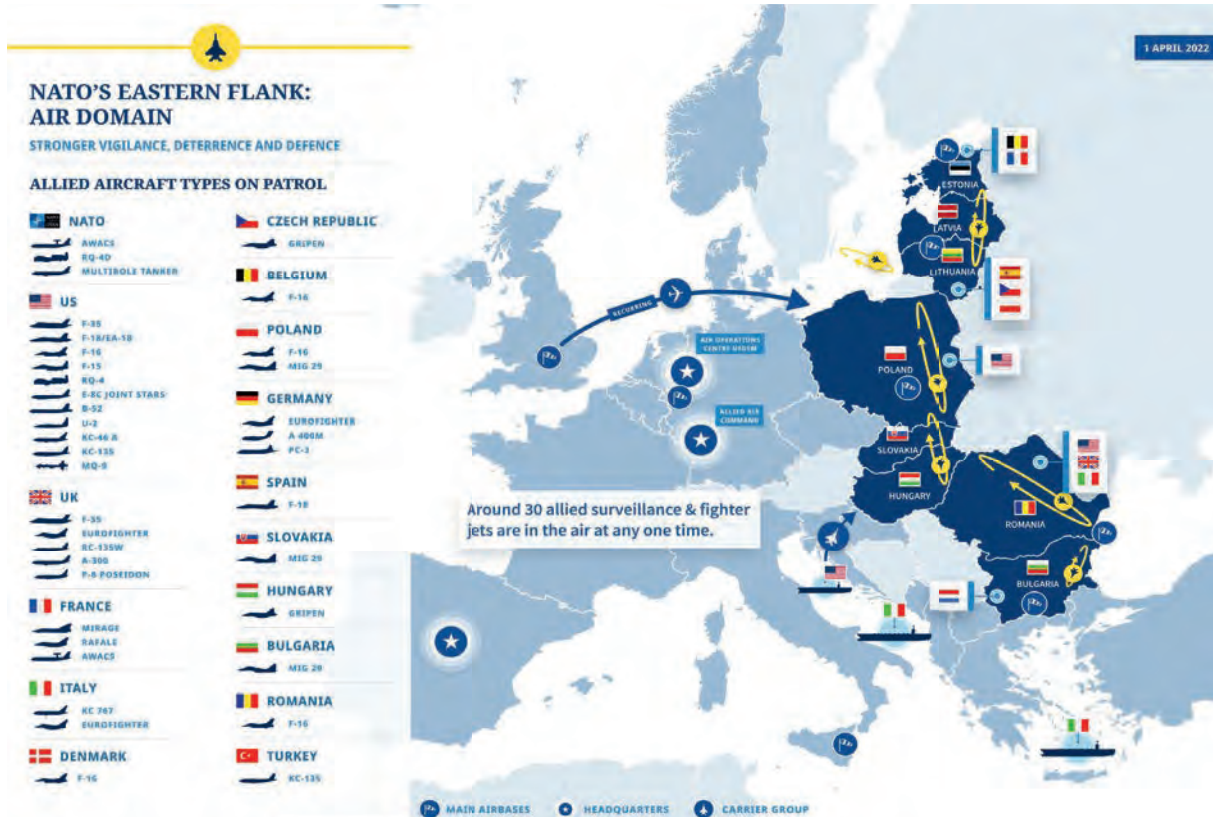 1 APRIL 2022
NATO'S EASTERN FLANK:
AIR DOMAIN
STRONGER VIGILANCE, DETERRENCE AND DEFENCE
ALLIED AIRCRAFT TYPES ON PATROL
NATO
AWACS
RQ-4D
MULTIROLE TANKER
US
F-35
F-18/EA-18
F-16
F-15
RQ-4
E-8C JOINT STARS
B-52
U-2
KC-46 A
KC-135
MQ-9
UK
F-35
EUROFIGHTER
RC-135W
A-300
P-8 POSEIDON
FRANCE
MIRAGE
RAFALE
AWACS
ITALY
KC 767
EUROFIGHTER
DENMARK
F-16
CZECH REPUBLIC
GRIPEN
BELGIUM
F-16
POLAND
F-16
MIG 29
GERMANY
EUROFIGHTER
A 400M
PC-3
SPAIN
F-18
SLOVAKIA
MIG 29
HUNGARY
GRIPEN
BULGARIA
MIG 29
ROMANIA
F-16
TURKEY
KC-135
ESTONIA
LATVIA
LITHUANIA
RECURRING
AIR OPERATIONS
CENTRE UEDEM
POLAND
ALLIED AIR
COMMAND
SLOVAKIA
HUNGARY
ROMANIA
BULGARIA
Around 30 allied surveillance & fighter
jets are in the air at any one time.
MAIN AIRBASES
HEADQUARTERS
CARRIER GROUP